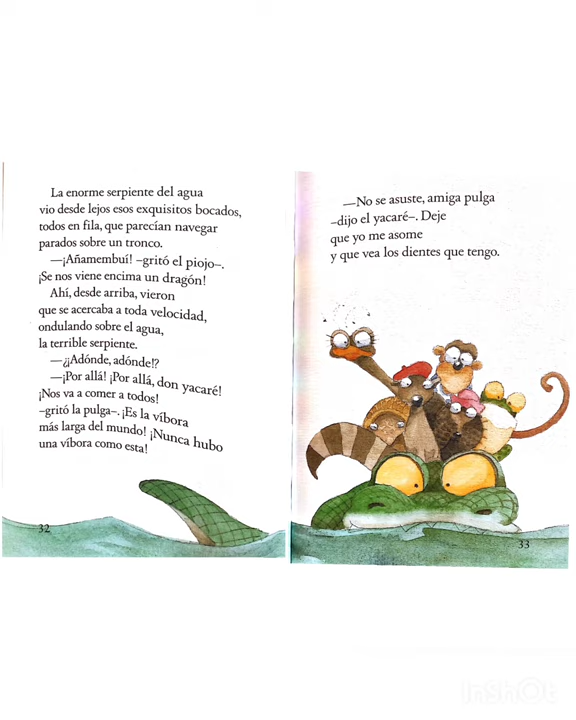 La enorme serpiente del agua
vio desde lejos esos exquisitos bocados,
todos en fila, que parecían navegar
parados sobre un tronco.
—¡Añamembuí! –gritó el piojo–.
¡Se nos viene encima un dragón!
Ahí, desde arriba, vieron
que se acercaba a toda velocidad,
ondulando sobre el agua,
la terrible serpiente.
—¿¡Adónde, adónde!?
—¡Por allá! ¡Por allá, don yacaré!
¡Nos va a comer a todos!
–gritó la pulga–. ¡Es la víbora
más larga del mundo! ¡Nunca hubo
una víbora como esta!
32
—No se asuste, amiga pulga
–dijo el yacaré–. Deje
que yo me asome
y que vea los dientes que tengo.
33
InShOt